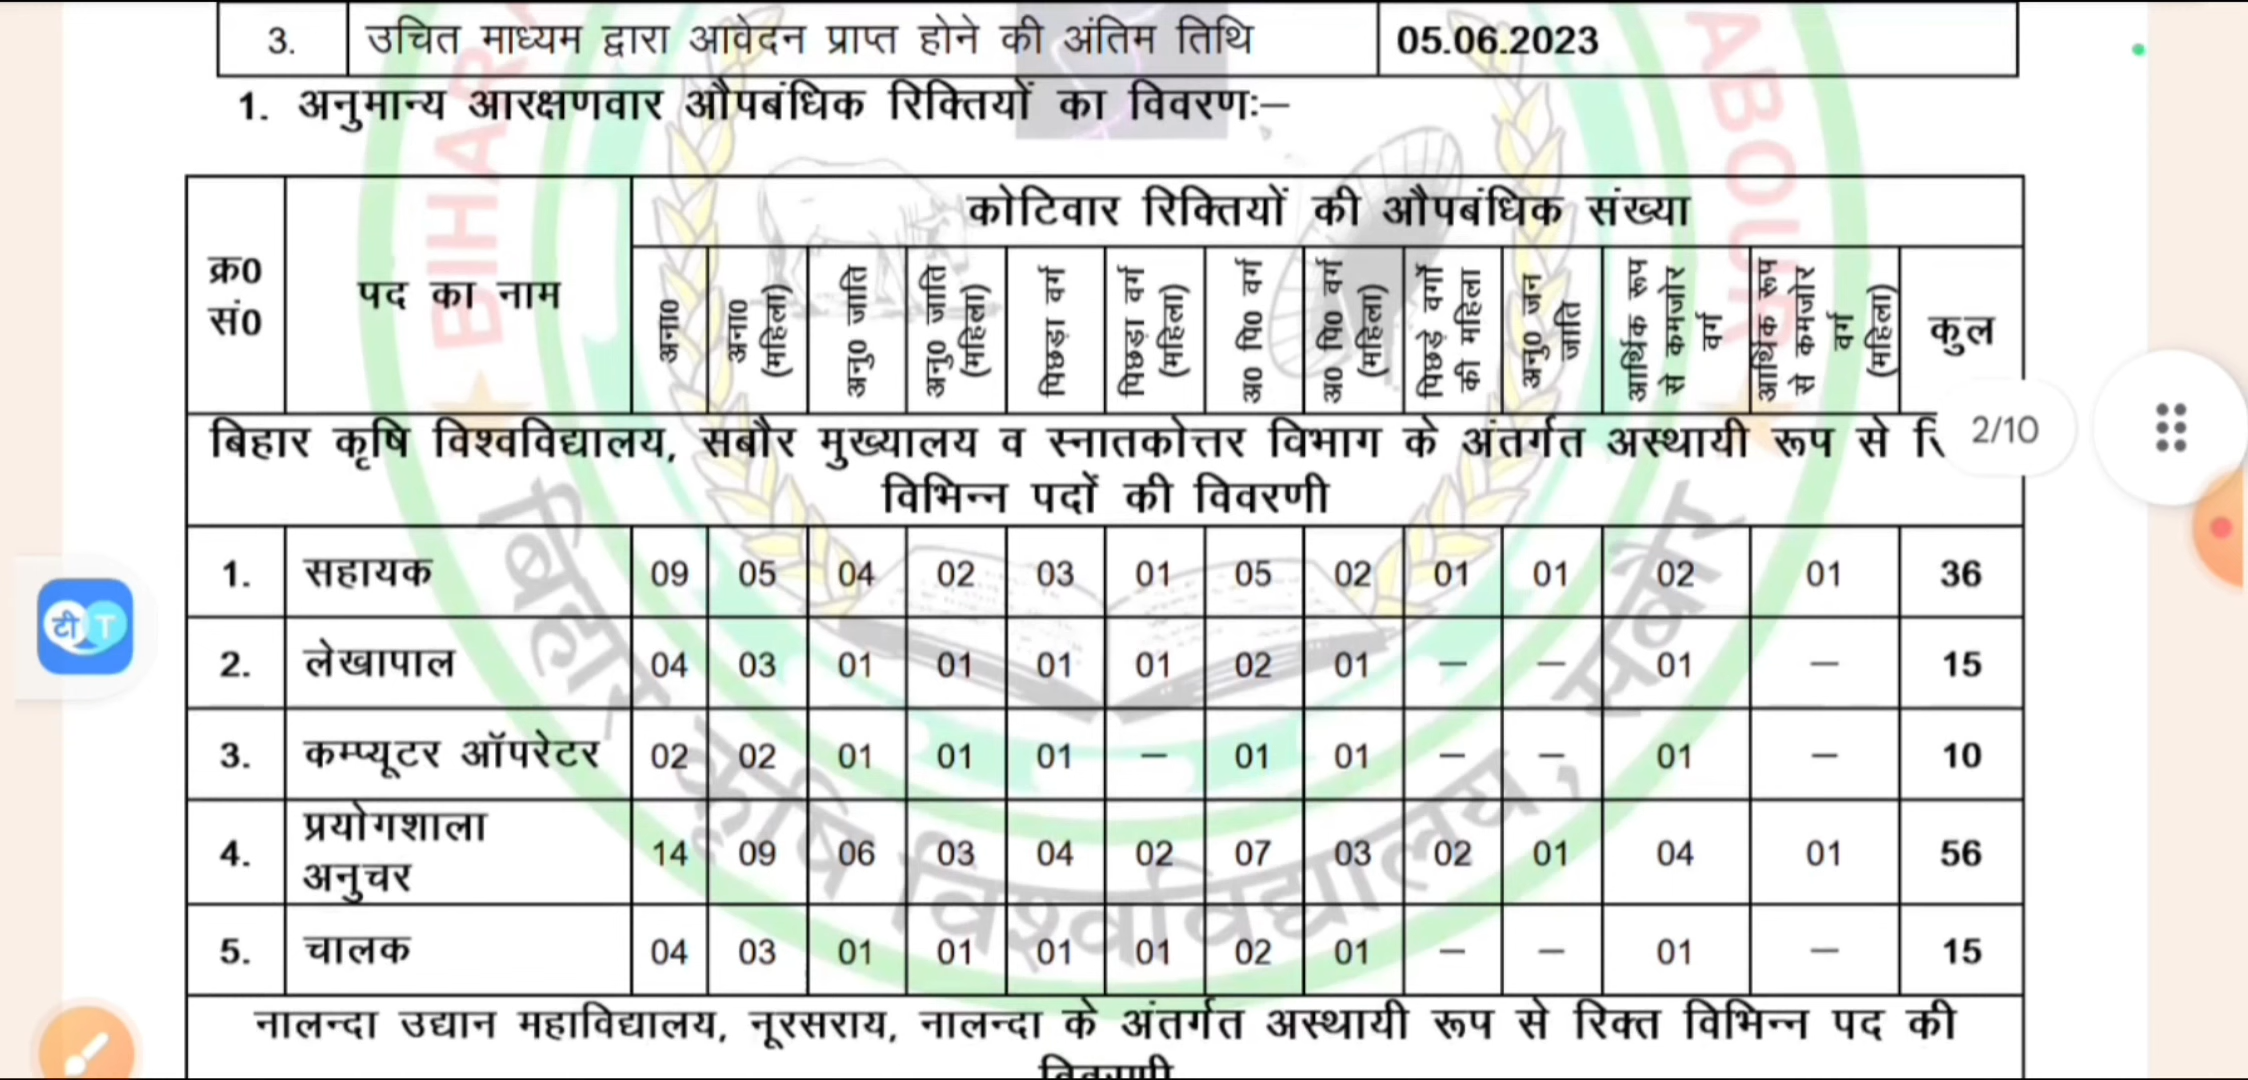 3. उचित माध्यम द्वारा आवेदन प्राप्त होने की अंतिम तिथि 05.06.2023
1. अनुमान्य आरक्षणवार औपबंधिक रिक्तियों का विवरणः–
क्र0 सं0 पद का नाम कोटिवार रिक्तियों की औपबंधिक संख्या
अना0 अना0 (महिला) अनु0 जाति अनु0 जाति (महिला) पिछड़ा वर्ग पिछड़ा वर्ग (महिला) अ0 पि0 वर्ग अ0 पि0 वर्ग (महिला) पिछड़े वर्गों की महिला अनु0 जन जाति आर्थिक रूप से कमजोर वर्ग आर्थिक रूप से कमजोर वर्ग (महिला) कुल
बिहार कृषि विश्वविद्यालय, सबौर मुख्यालय व स्नातकोत्तर विभाग के अंतर्गत अस्थायी रूप से
2/10
विभिन्न पदों की विवरणी
1. सहायक 09 05 04 02 03 01 05 02 01 01 02 01 36
2. लेखापाल 04 03 01 01 01 01 02 01 – – 01 – 15
3. कम्प्यूटर ऑपरेटर 02 02 01 01 01 – 01 01 – – 01 – 10
4. प्रयोगशाला अनुचर 14 09 06 03 04 02 07 03 02 01 04 01 56
5. चालक 04 03 01 01 01 01 02 01 – – 01 – 15
नालन्दा उद्यान महाविद्यालय, नूरसराय, नालन्दा के अंतर्गत अस्थायी रूप से रिक्त विभिन्न पद की
विवरणी
BIHAR
ABOUR
बिहार कृषि विश्वविद्यालय,
टी T